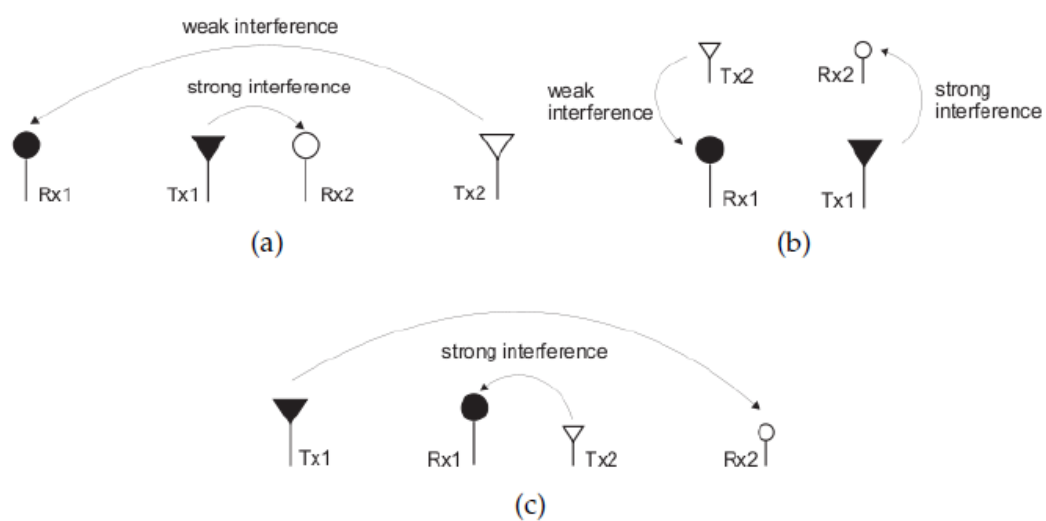 weak interference
strong interference
Rx1
Tx1
Rx2
Tx2
(a)
Tx2
Rx2
weak
interference
strong
interference
Rx1
Tx1
(b)
strong interference
Tx1
Rx1
Tx2
Rx2
(c)